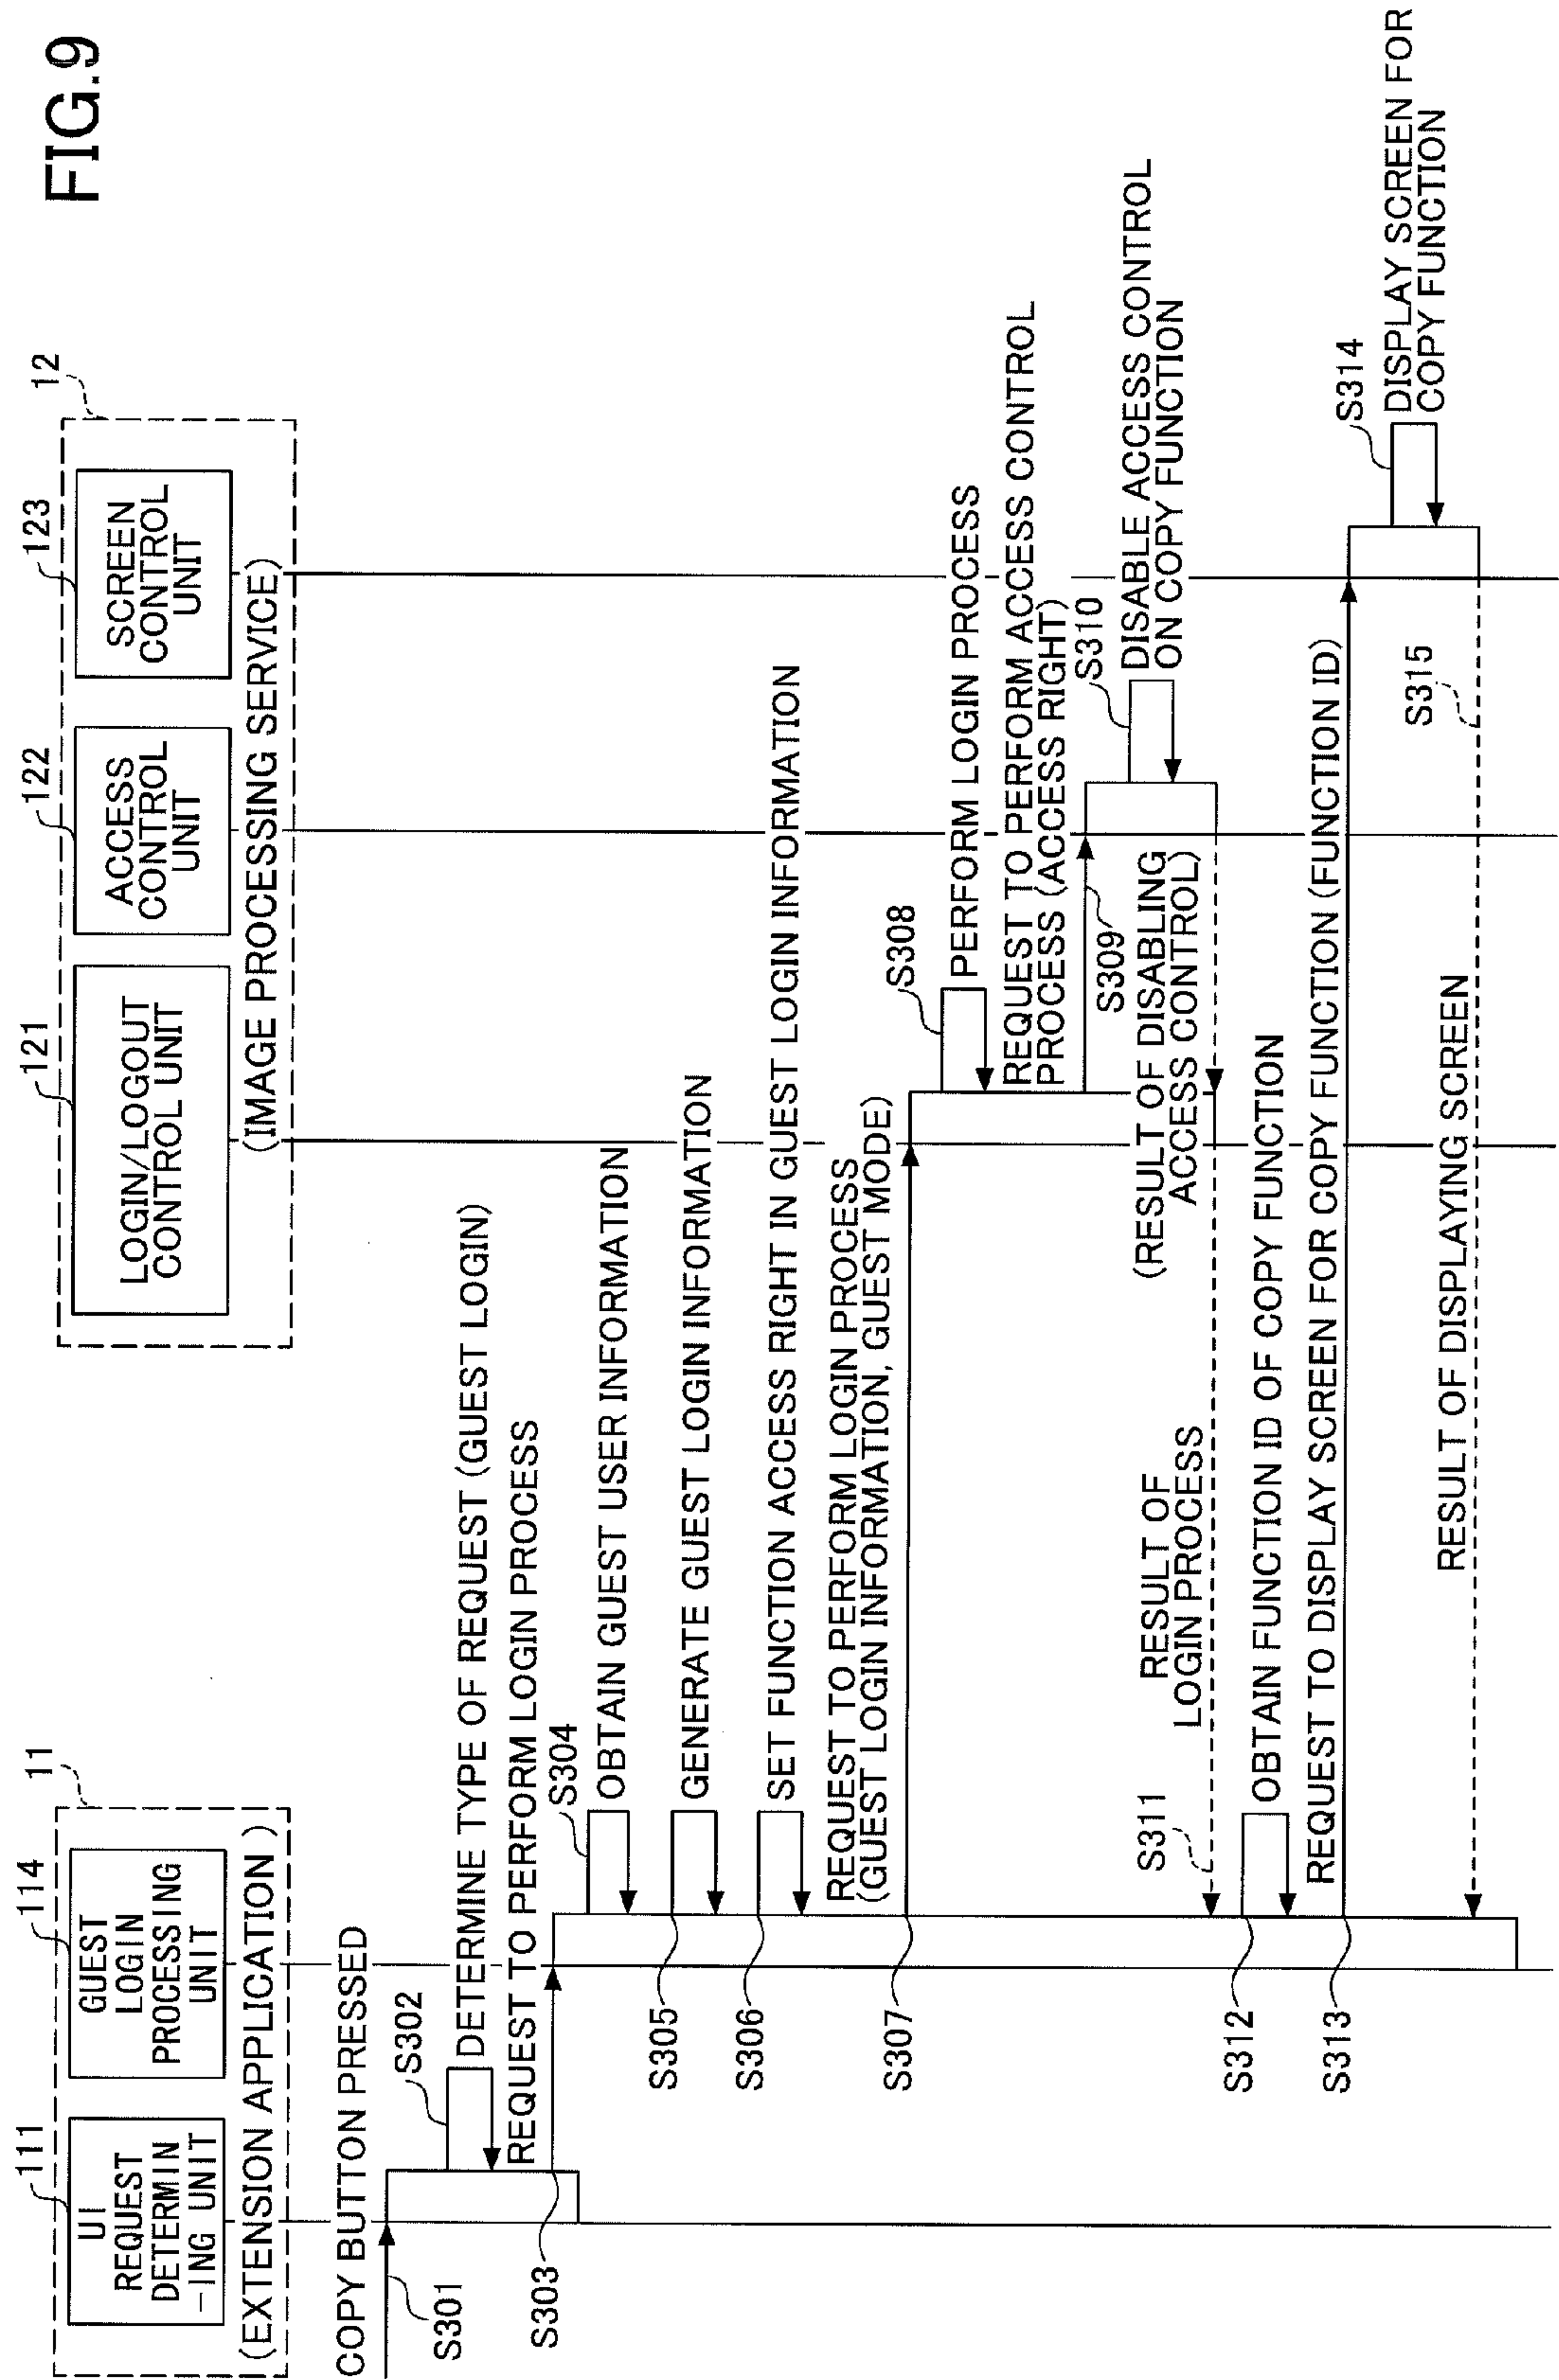 FIG.9
11
111
UI
REQUEST
DETERMIN
-ING UNIT
114
GUEST
LOGIN
PROCESSING
UNIT
(EXTENSION APPLICATION)
12
121
LOGIN/LOGOUT
CONTROL UNIT
122
ACCESS
CONTROL
UNIT
123
SCREEN
CONTROL
UNIT
(IMAGE PROCESSING SERVICE)
COPY BUTTON PRESSED
S301
S302
DETERMINE TYPE OF REQUEST (GUEST LOGIN)
REQUEST TO PERFORM LOGIN PROCESS
S303
S304
OBTAIN GUEST USER INFORMATION
S305
GENERATE GUEST LOGIN INFORMATION
S306
SET FUNCTION ACCESS RIGHT IN GUEST LOGIN INFORMATION
REQUEST TO PERFORM LOGIN PROCESS
(GUEST LOGIN INFORMATION, GUEST MODE)
S307
S308
PERFORM LOGIN PROCESS
REQUEST TO PERFORM ACCESS CONTROL
PROCESS (ACCESS RIGHT)
S309
S310
DISABLE ACCESS CONTROL
ON COPY FUNCTION
(RESULT OF DISABLING
ACCESS CONTROL)
RESULT OF
LOGIN PROCESS
S311
S312
OBTAIN FUNCTION ID OF COPY FUNCTION
REQUEST TO DISPLAY SCREEN FOR COPY FUNCTION (FUNCTION ID)
S313
S314
DISPLAY SCREEN FOR
COPY FUNCTION
S315
RESULT OF DISPLAYING SCREEN